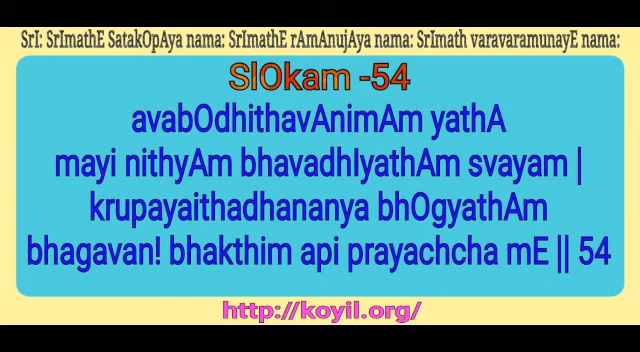 SrI: SrImathE SatakOpAya nama: SrImathE rAmAnujAya nama: SrImath varavaramunayE nama:
SlOkam -54
avabOdhithavAnimAm yathA
mayi nithyAm bhavadhIyathAm svayam |
krupayaithadhananya bhOgyathAm
bhagavan! bhakthim api prayachcha mE || 54
http://koyil.org/